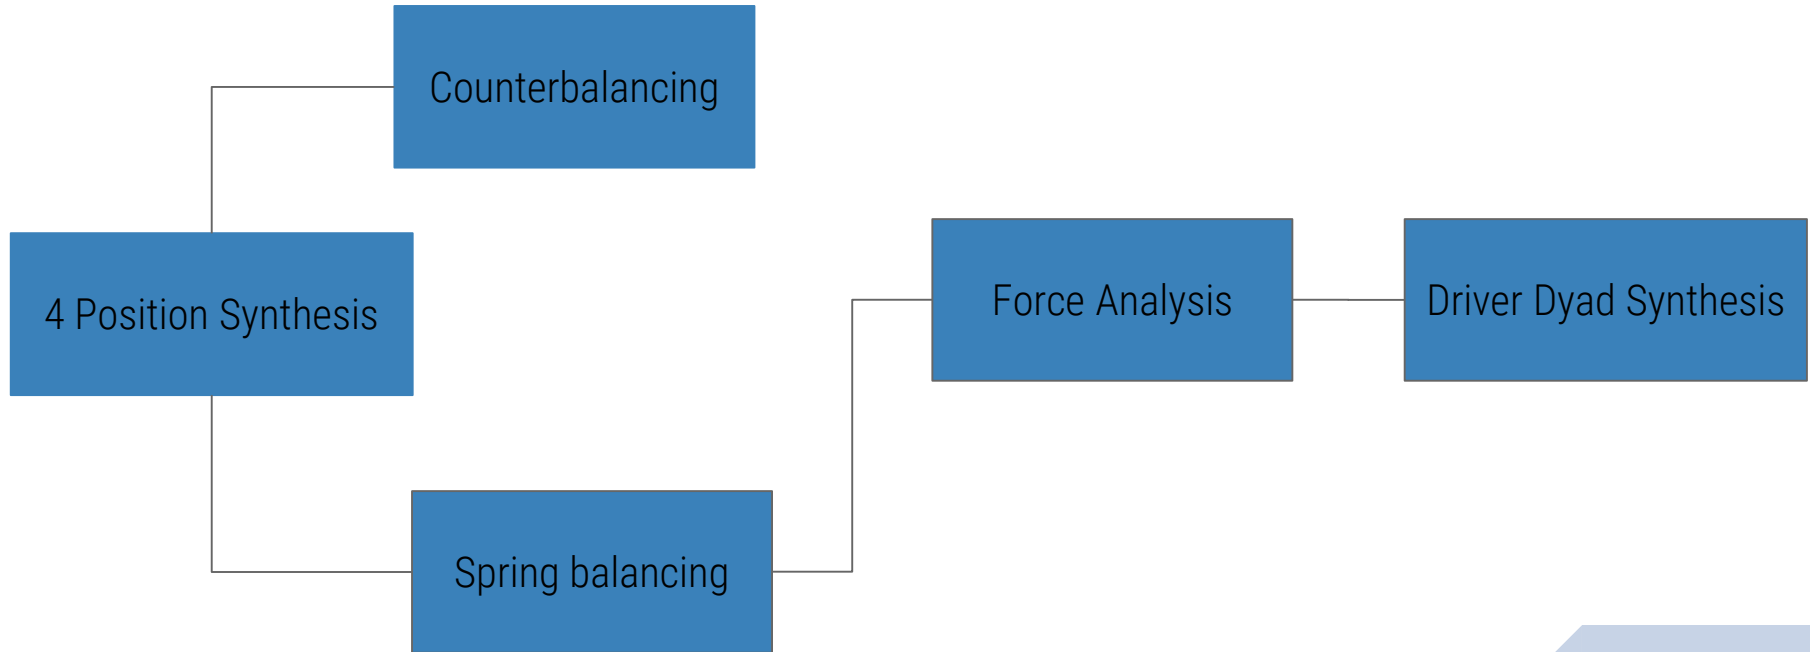 Counterbalancing
4 Position Synthesis
Force Analysis
Driver Dyad Synthesis
Spring balancing